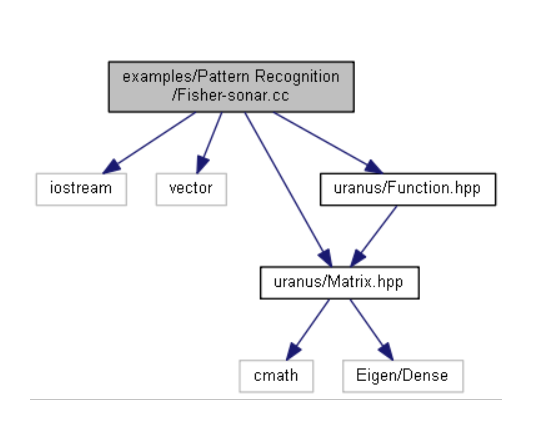 examples/Pattern Recognition
/Fisher-sonar.cc
iostream
vector
uranus/Function.hpp
uranus/Matrix.hpp
cmath
Eigen/Dense